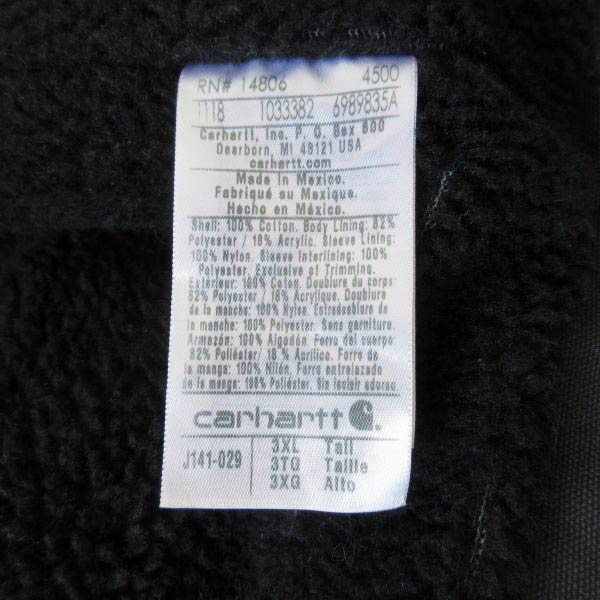 RN# 14806 4500
1118 1033382 6989835A
Carhartt, Inc. P. O. Box 600
Dearborn, MI 48121 USA
carhartt.com
Made in Mexico.
Fabriqué au Mexique.
Hecho en México.
Shell: 100% Cotton. Body Lining: 82%
Polyester / 18% Acrylic. Sleeve Lining:
100% Nylon. Sleeve Interlining: 100%
Polyester. Exclusive of Trimming.
Extérieur: 100% Coton. Doublure du corps:
82% Polyester / 18% Acrylique. Doublure
de la manche: 100% Nylon. Entredoublure de
la manche: 100% Polyester. Sans garniture.
Armazón: 100% Algodón. Forro del cuerpo:
82% Poliéster / 18 % Acrílico. Forro de
la manga: 100% Nilón. Forro entrelazado
de la manga: 100% Poliéster. Sin incluir adorno
carhartt
J141-029
3XL Tall
3TG Taille
3XG Alto